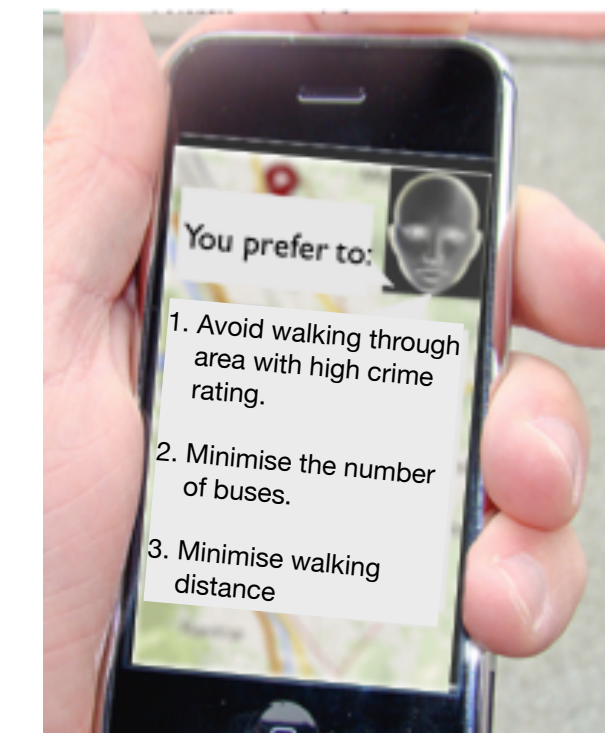 You prefer to:
1. Avoid walking through
area with high crime
rating.
2. Minimise the number
of buses.
3. Minimise walking
distance